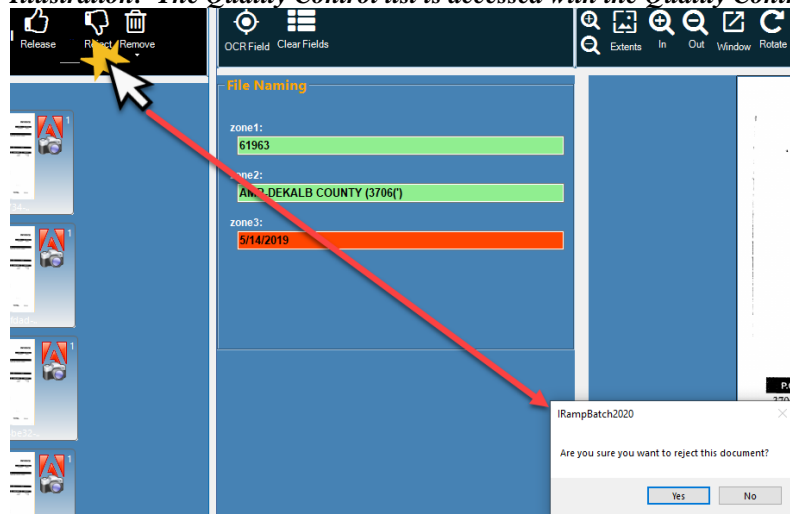 Illustration: The Quality Control list is accessed with the Quality Cont
Release
Reject
Remove
OCR Field
Clear Fields
Extents
In
Out
Window
Rotate
File Naming
zone1:
61963
zone2:
AMP-DEKALB COUNTY (3706(')
zone3:
5/14/2019
IRampBatch2020
Are you sure you want to reject this document?
Yes
No